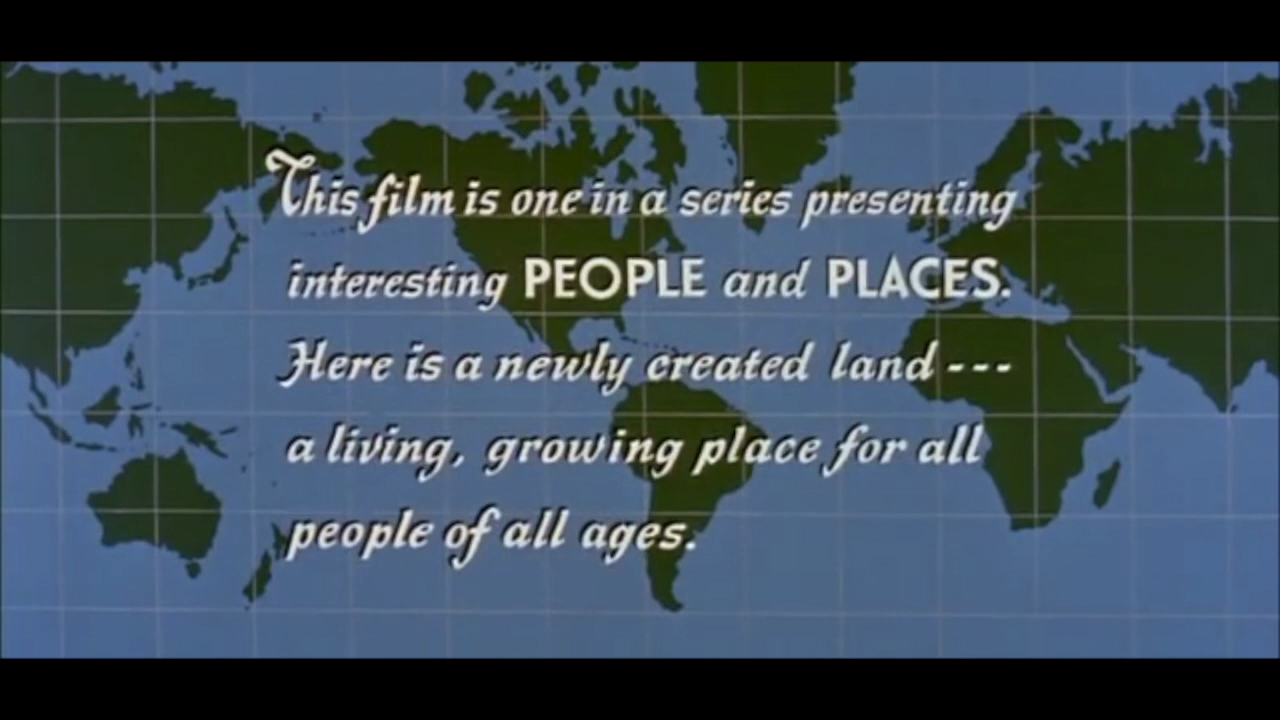 This film is one in a series presenting
interesting PEOPLE and PLACES.
Here is a newly created land ---
a living, growing place for all
people of all ages.